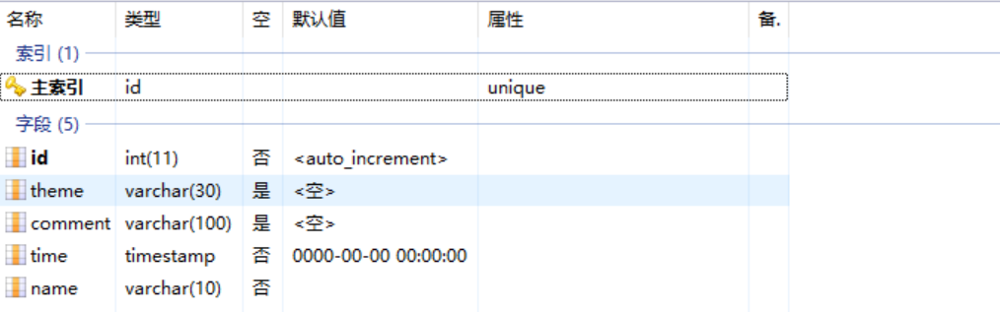 名称 类型 空 默认值 属性 备.
索引 (1)
主索引 id unique
字段 (5)
id int(11) 否 <auto_increment>
theme varchar(30) 是 <空>
comment varchar(100) 是 <空>
time timestamp 否 0000-00-00 00:00:00
name varchar(10) 否